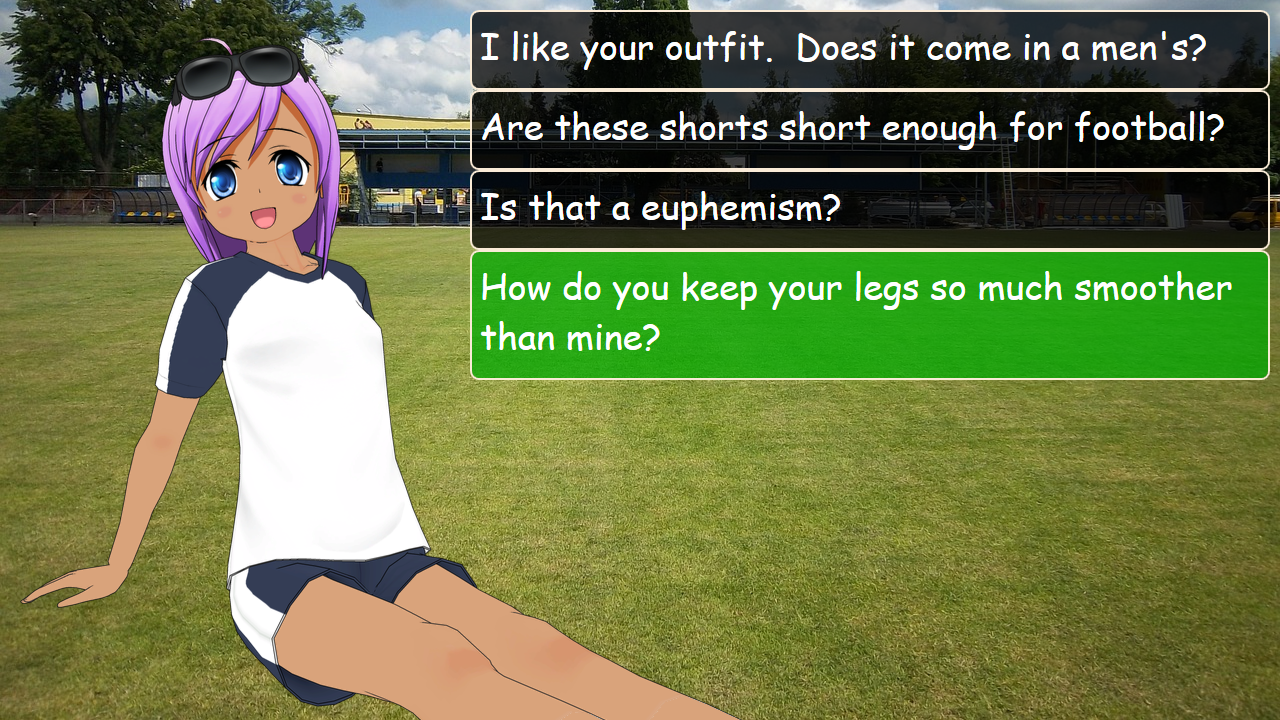 I like your outfit.  Does it come in a men's?
Are these shorts short enough for football?
Is that a euphemism?
How do you keep your legs so much smoother
than mine?